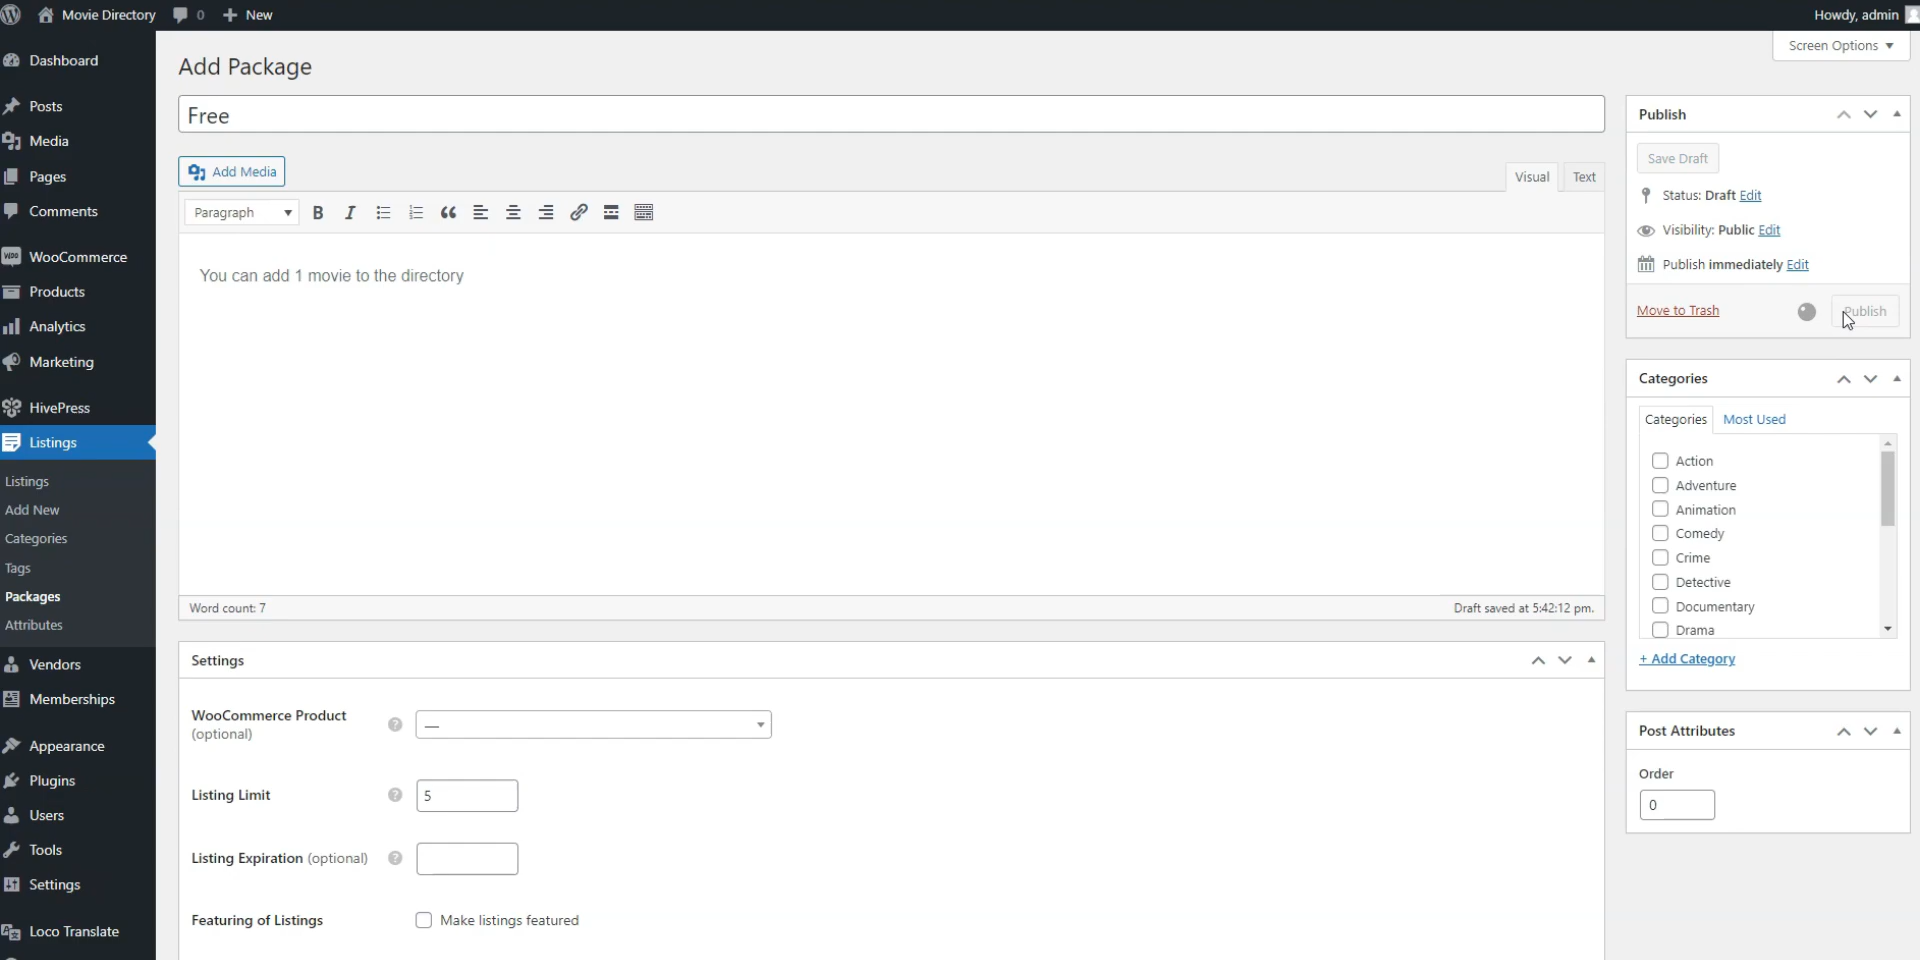 Movie Directory
0
New
Howdy, admin
Dashboard
Posts
Media
Pages
Comments
WooCommerce
Products
Analytics
Marketing
HivePress
Listings
Listings
Add New
Categories
Tags
Packages
Attributes
Vendors
Memberships
Appearance
Plugins
Users
Tools
Settings
Loco Translate
Screen Options
Add Package
Free
Add Media
Visual
Text
Paragraph
You can add 1 movie to the directory
Word count: 7
Draft saved at 5:42:12 pm.
Settings
WooCommerce Product
(optional)
—
Listing Limit
5
Listing Expiration (optional)
Featuring of Listings
Make listings featured
Publish
Save Draft
Status: Draft Edit
Visibility: Public Edit
Publish immediately Edit
Move to Trash
Publish
Categories
Categories
Most Used
Action
Adventure
Animation
Comedy
Crime
Detective
Documentary
Drama
+ Add Category
Post Attributes
Order
0